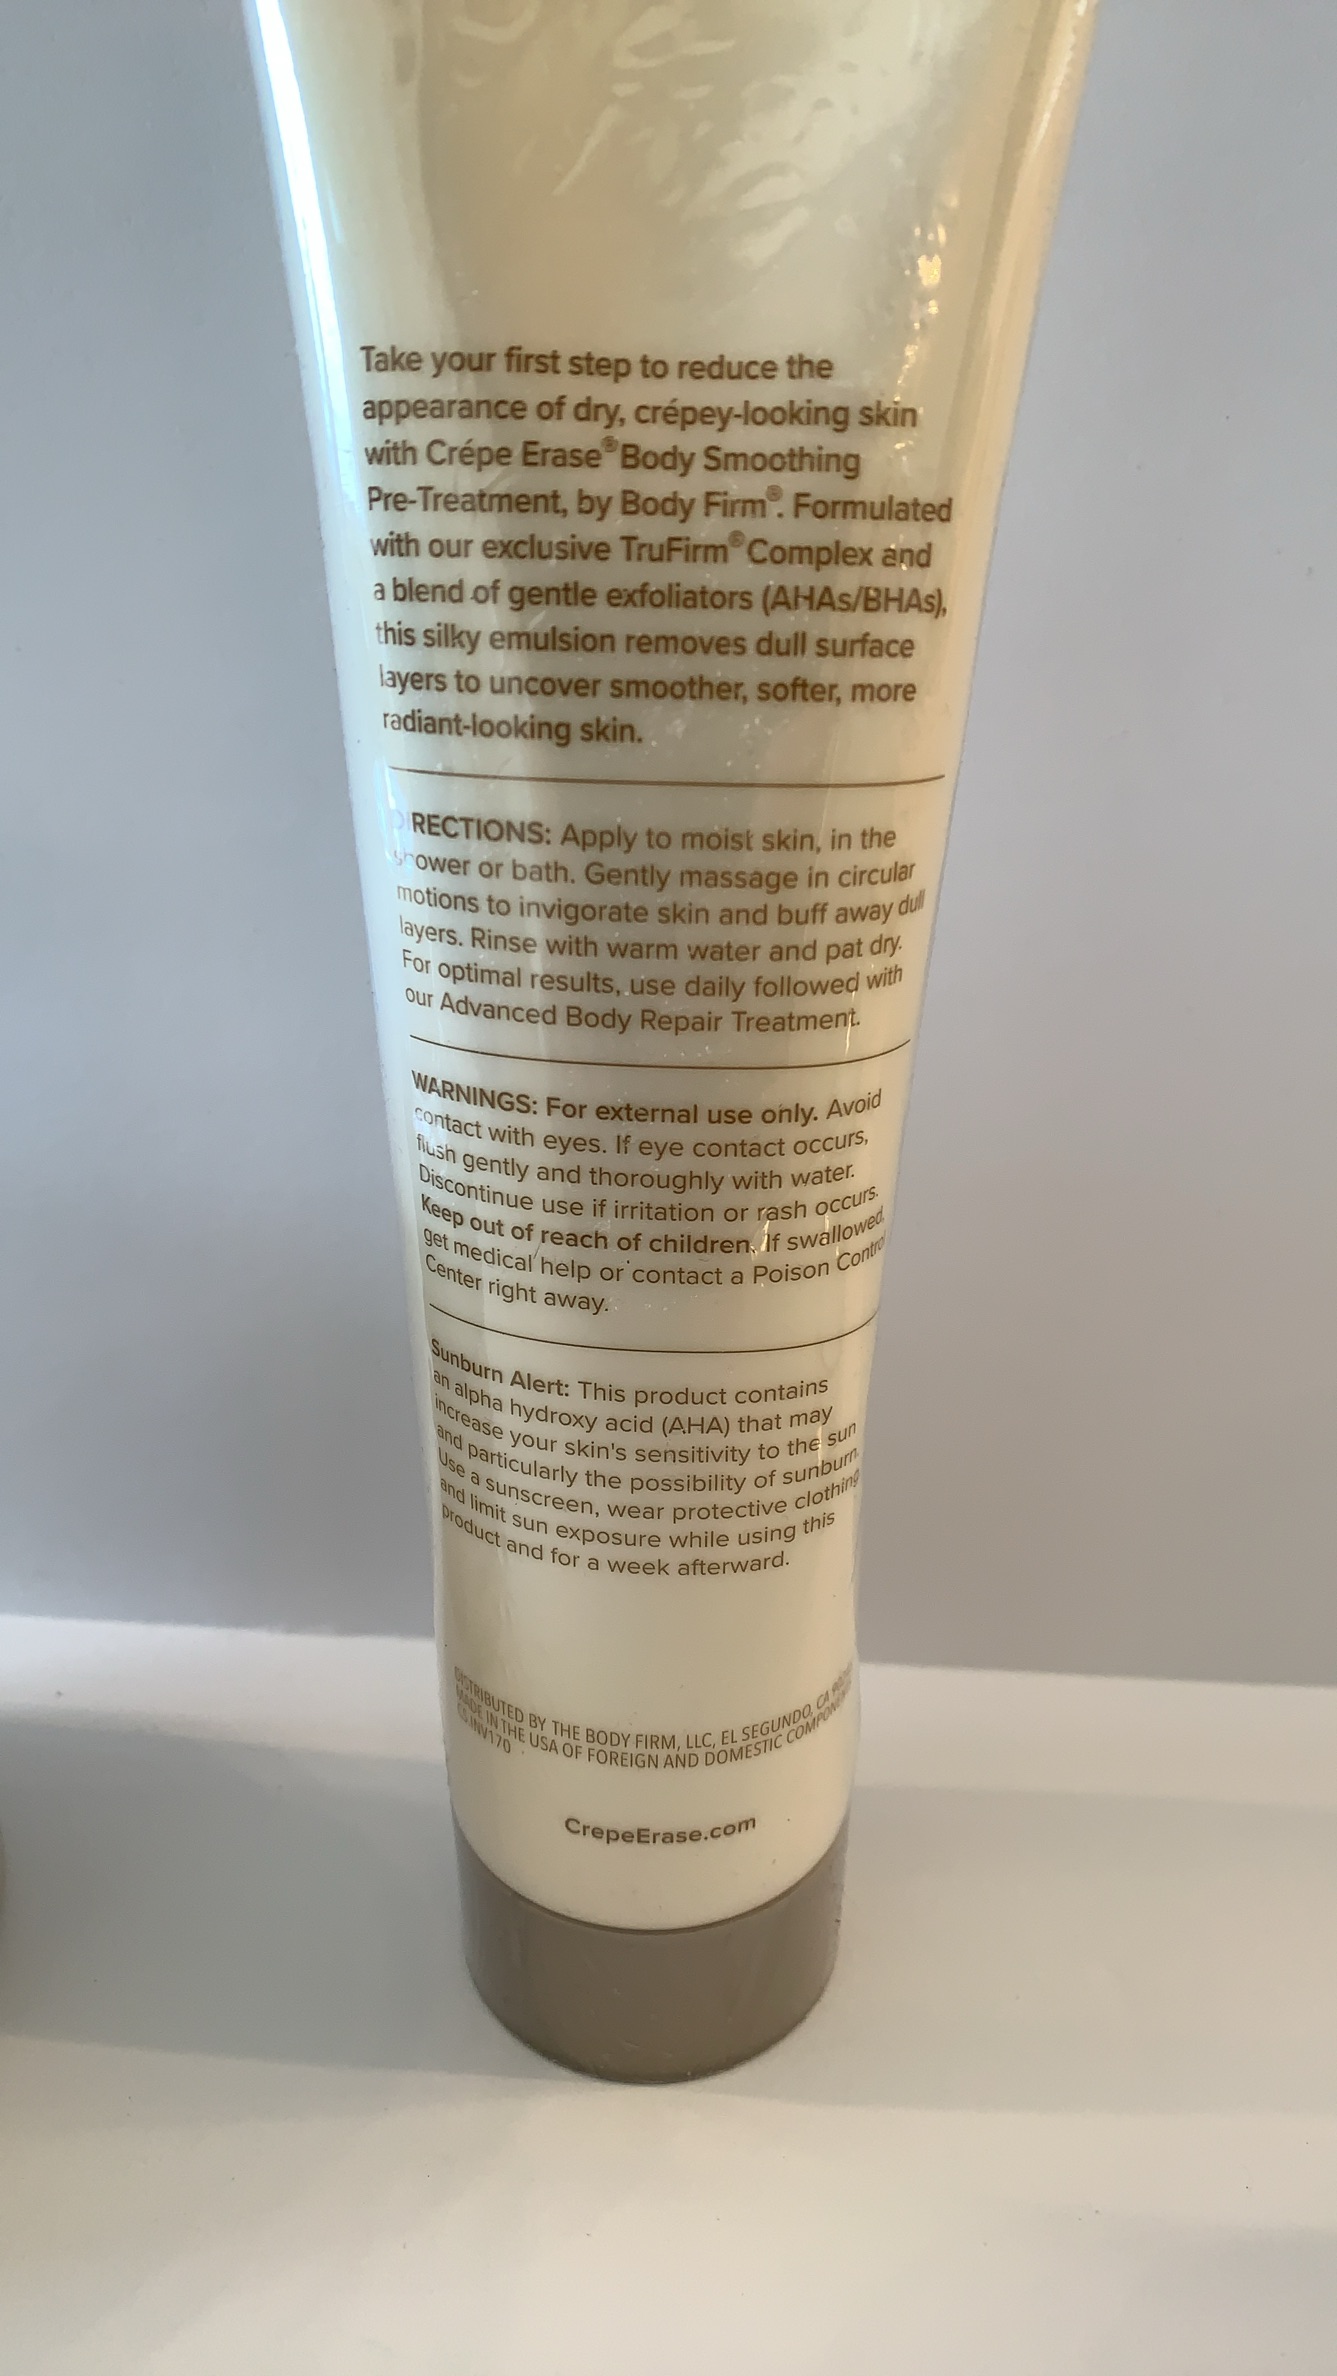 Take your first step to reduce the
appearance of dry, crépey-looking skin
with Crépe Erase® Body Smoothing
Pre-Treatment, by Body Firm®. Formulated
with our exclusive TruFirm® Complex and
a blend of gentle exfoliators (AHAs/BHAs),
this silky emulsion removes dull surface
layers to uncover smoother, softer, more
radiant-looking skin.
DIRECTIONS: Apply to moist skin, in the
shower or bath. Gently massage in circular
motions to invigorate skin and buff away dull
layers. Rinse with warm water and pat dry.
For optimal results, use daily followed with
our Advanced Body Repair Treatment.
WARNINGS: For external use only. Avoid
contact with eyes. If eye contact occurs,
flush gently and thoroughly with water.
Discontinue use if irritation or rash occurs.
Keep out of reach of children. If swallowed,
get medical help or contact a Poison Control
Center right away.
Sunburn Alert: This product contains
an alpha hydroxy acid (AHA) that may
increase your skin's sensitivity to the sun
and particularly the possibility of sunburn.
Use a sunscreen, wear protective clothing
and limit sun exposure while using this
product and for a week afterward.
DISTRIBUTED BY THE BODY FIRM, LLC, EL SEGUNDO, CA
MADE IN THE USA OF FOREIGN AND DOMESTIC COMPONENTS
CS.INV170
CrepeErase.com